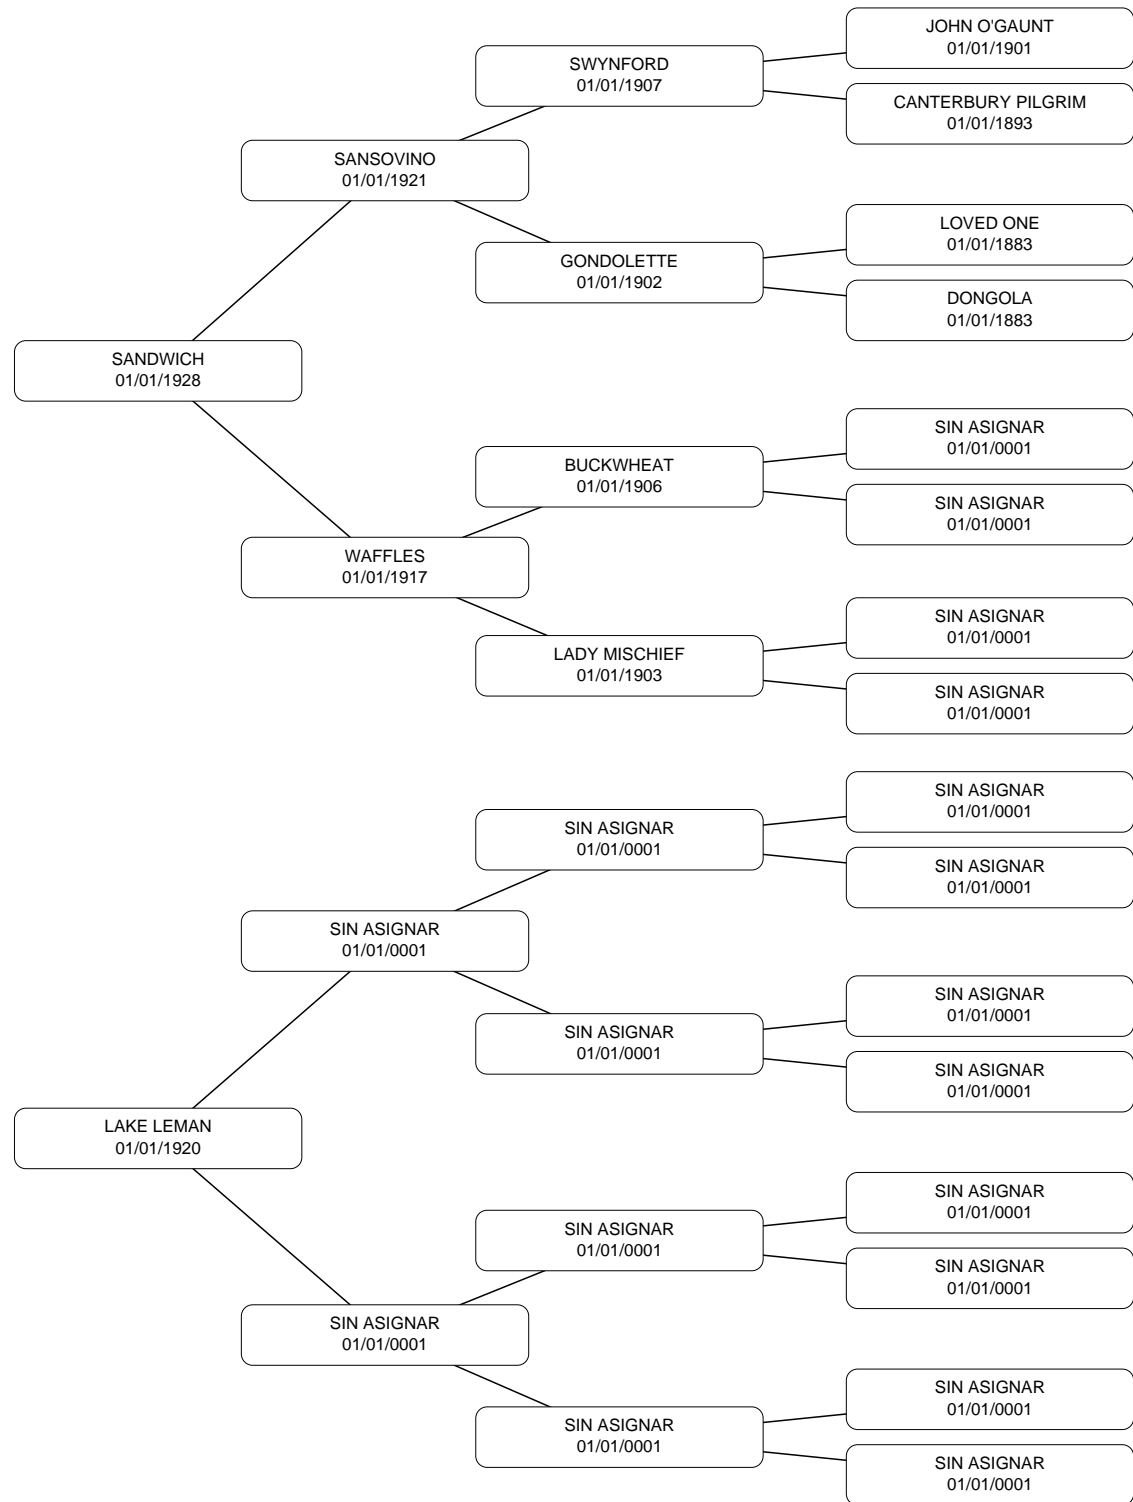 JOHN O'GAUNT
01/01/1901
SWYNFORD
01/01/1907
CANTERBURY PILGRIM
01/01/1893
SANSOVINO
01/01/1921
LOVED ONE
01/01/1883
GONDOLETTE
01/01/1902
DONGOLA
01/01/1883
SANDWICH
01/01/1928
SIN ASIGNAR
01/01/0001
BUCKWHEAT
01/01/1906
SIN ASIGNAR
01/01/0001
WAFFLES
01/01/1917
SIN ASIGNAR
01/01/0001
LADY MISCHIEF
01/01/1903
SIN ASIGNAR
01/01/0001
SIN ASIGNAR
01/01/0001
SIN ASIGNAR
01/01/0001
SIN ASIGNAR
01/01/0001
SIN ASIGNAR
01/01/0001
SIN ASIGNAR
01/01/0001
SIN ASIGNAR
01/01/0001
SIN ASIGNAR
01/01/0001
LAKE LEMAN
01/01/1920
SIN ASIGNAR
01/01/0001
SIN ASIGNAR
01/01/0001
SIN ASIGNAR
01/01/0001
SIN ASIGNAR
01/01/0001
SIN ASIGNAR
01/01/0001
SIN ASIGNAR
01/01/0001
SIN ASIGNAR
01/01/0001